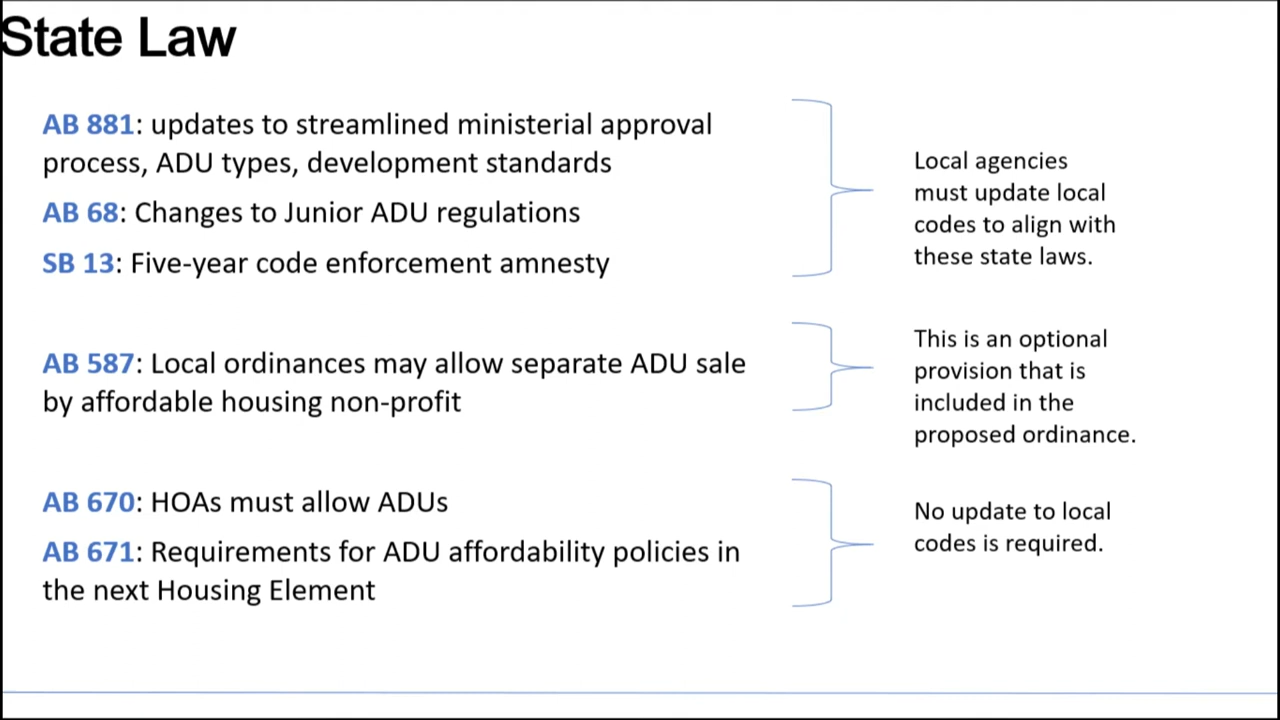 State Law
AB 881: updates to streamlined ministerial approval
process, ADU types, development standards
AB 68: Changes to Junior ADU regulations
SB 13: Five-year code enforcement amnesty
Local agencies
must update local
codes to align with
these state laws.
AB 587: Local ordinances may allow separate ADU sale
by affordable housing non-profit
This is an optional
provision that is
included in the
proposed ordinance.
AB 670: HOAs must allow ADUs
AB 671: Requirements for ADU affordability policies in
the next Housing Element
No update to local
codes is required.